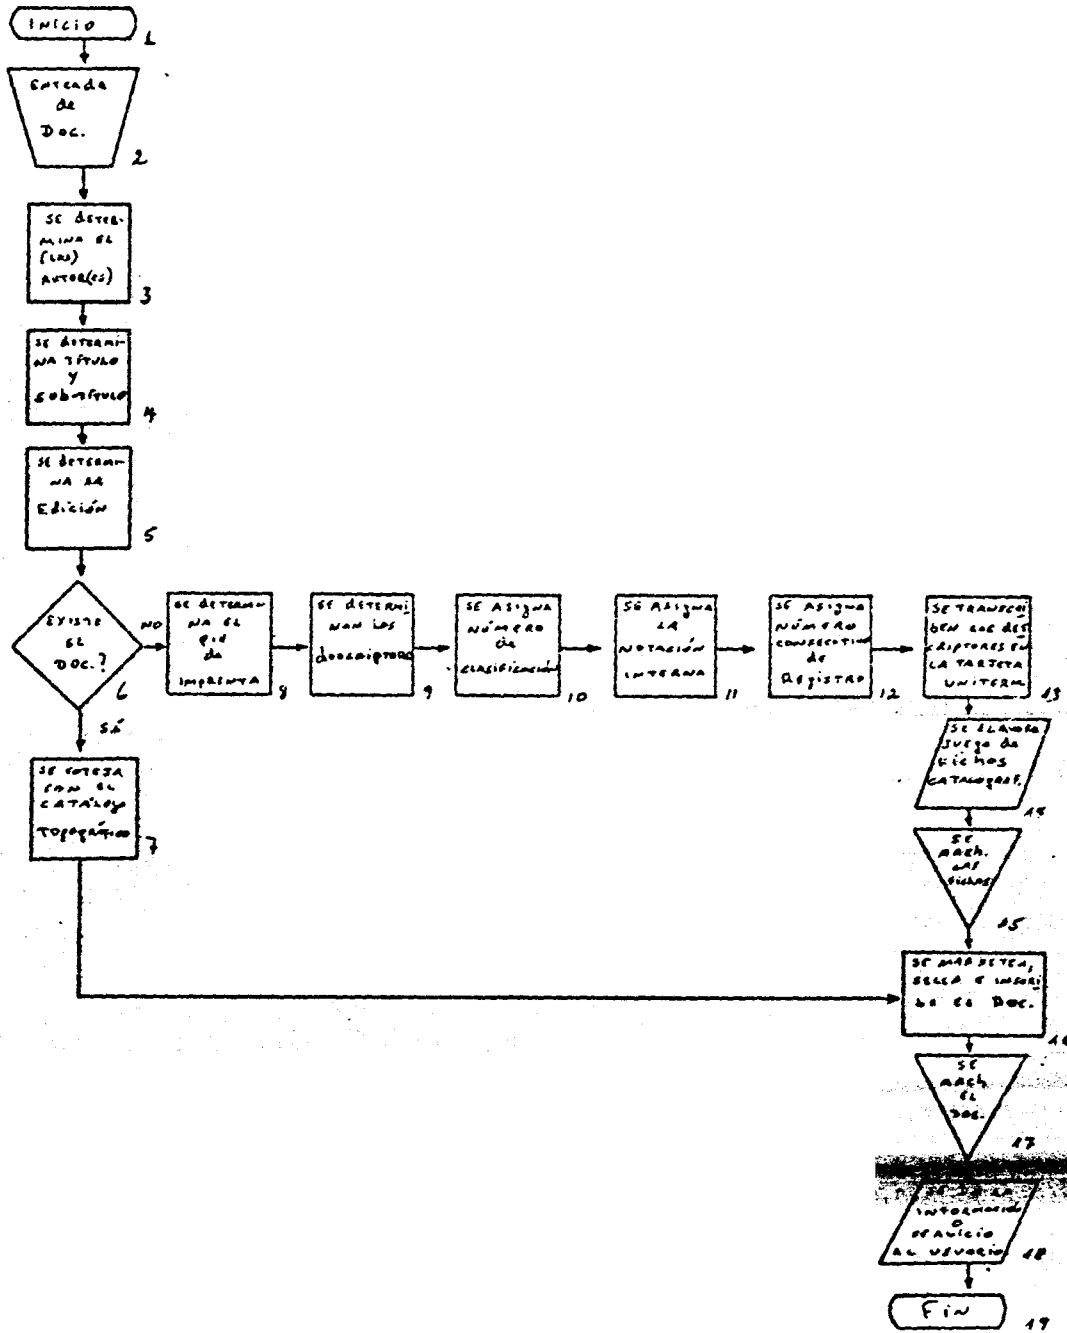 INICIO
1
ENTRADA
de
DOC.
2
SE DETER-
MINA EL
(LOS)
AUTOR(ES)
3
SE DETERMI-
NA TÍTULO
Y
SUBTÍTULO
4
SE DETERMI-
NA LA
EDICIÓN
5
EXISTE
EL
DOC.?
6
NO
SÍ
SE COTEJA
CON EL
CATÁLOGO
TOPOGRÁFICO
7
SE DETERMI
NA EL
PIE
de
IMPRENTA
8
SE DETERMI
NAN LOS
DESCRIPTORES
9
SE ASIGNA
NÚMERO
de
CLASIFICACIÓN
10
SE ASIGNA
LA
NOTACIÓN
INTERNA
11
SE ASIGNA
NÚMERO
CONSECUTIVO
de
REGISTRO
12
SE TRANSCRI
BEN LOS DES
CRIPTORES EN
LA TARJETA
UNITERM
13
SE ELAVORA
JUEGO de
FICHAS
CATALOGRAF.
14
SE
ARCH.
LAS
FICHAS
15
SE MARBETEA,
SELLA E INSCRI
BE EL DOC.
16
SE
ARCH.
EL
DOC.
17
SE DA LA
INFORMACIÓN
O
SERVICIO
AL USUARIO
18
FIN
19